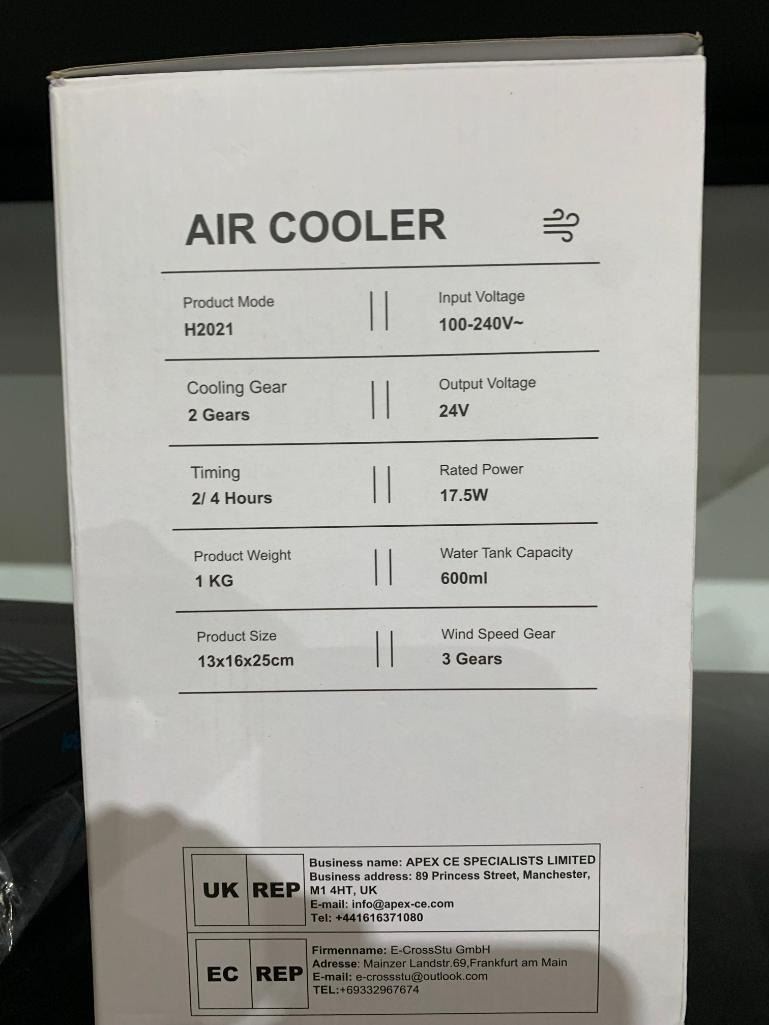 AIR COOLER
Product Mode
H2021
Input Voltage
100-240V~
Cooling Gear
2 Gears
Output Voltage
24V
Timing
2/ 4 Hours
Rated Power
17.5W
Product Weight
1 KG
Water Tank Capacity
600ml
Product Size
13x16x25cm
Wind Speed Gear
3 Gears
UK REP
Business name: APEX CE SPECIALISTS LIMITED
Business address: 89 Princess Street, Manchester,
M1 4HT, UK
E-mail: info@apex-ce.com
Tel: +441616371080
EC REP
Firmenname: E-CrossStu GmbH
Adresse: Mainzer Landstr.69,Frankfurt am Main
E-mail: e-crossstu@outlook.com
TEL:+69332967674